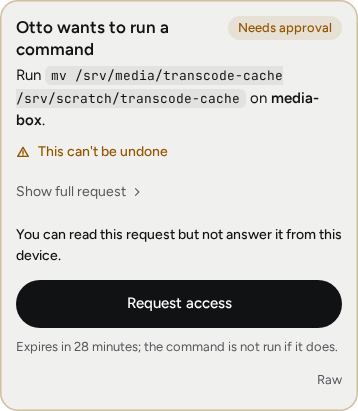 Otto wants to run a
command
Needs approval
Run mv /srv/media/transcode-cache
/srv/scratch/transcode-cache on media-
box.
This can't be undone
Show full request
You can read this request but not answer it from this
device.
Request access
Expires in 28 minutes; the command is not run if it does.
Raw